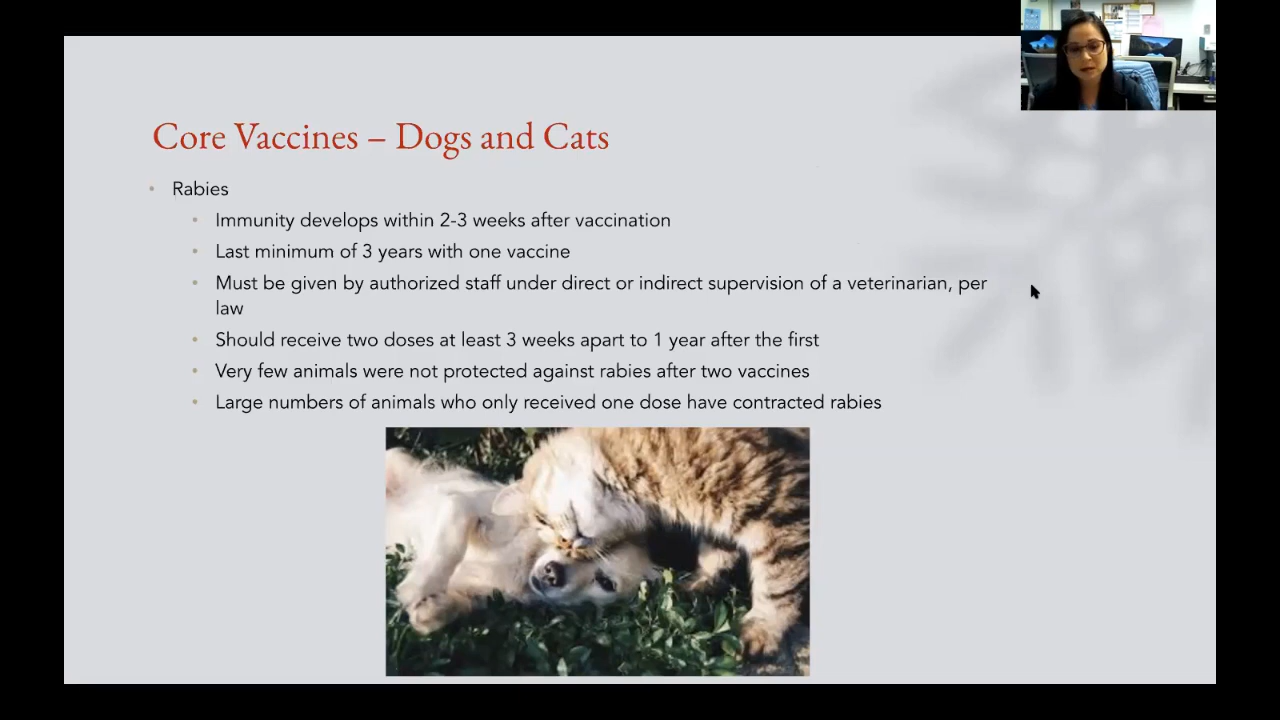 Core Vaccines – Dogs and Cats
• Rabies
• Immunity develops within 2-3 weeks after vaccination
• Last minimum of 3 years with one vaccine
• Must be given by authorized staff under direct or indirect supervision of a veterinarian, per
law
• Should receive two doses at least 3 weeks apart to 1 year after the first
• Very few animals were not protected against rabies after two vaccines
• Large numbers of animals who only received one dose have contracted rabies